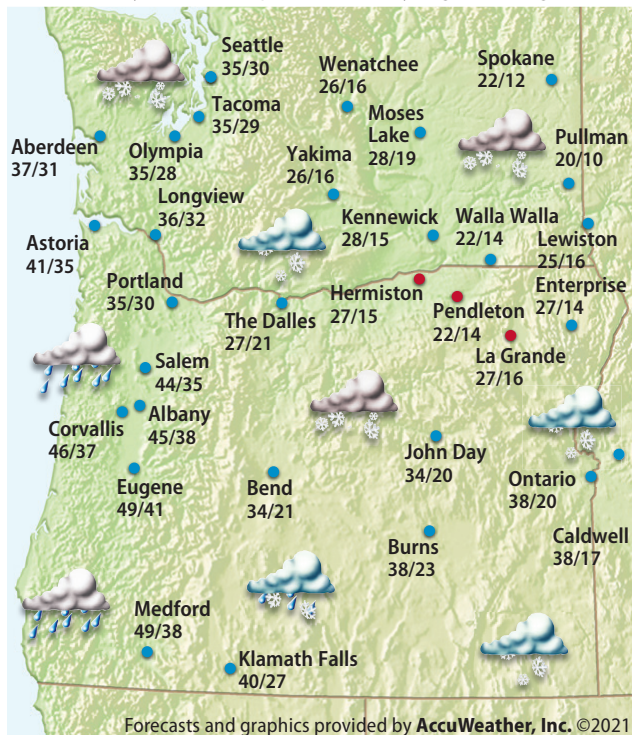 Seattle
35/30
Wenatchee
26/16
Spokane
22/12
Tacoma
35/29
Moses
Lake
28/19
Aberdeen
37/31
Olympia
35/28
Yakima
26/16
Pullman
20/10
Longview
36/32
Kennewick
28/15
Walla Walla
22/14
Lewiston
25/16
Astoria
41/35
Portland
35/30
The Dalles
27/21
Hermiston
27/15
Pendleton
22/14
Enterprise
27/14
La Grande
27/16
Salem
44/35
Albany
45/38
Corvallis
46/37
Eugene
49/41
Bend
34/21
John Day
34/20
Ontario
38/20
Burns
38/23
Caldwell
38/17
Medford
49/38
Klamath Falls
40/27
Forecasts and graphics provided by AccuWeather, Inc. ©2021